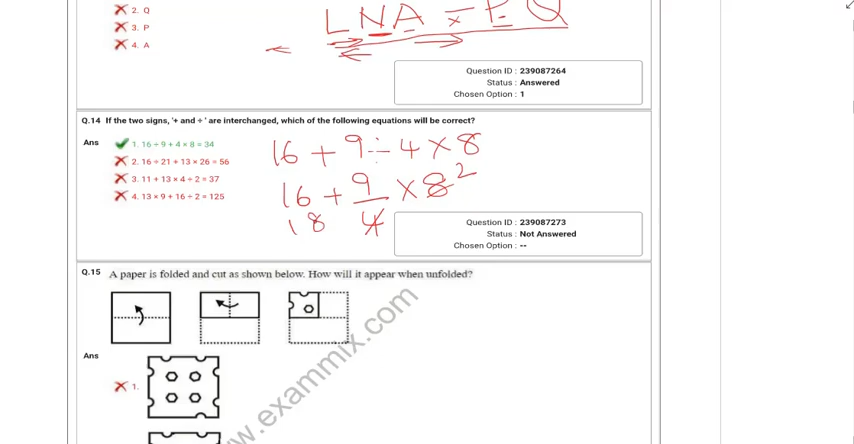 2. Q
3. P
4. A
LNA = P Q
Question ID : 239087264
Status : Answered
Chosen Option : 1
Q.14 If the two signs, '+ and ÷ ' are interchanged, which of the following equations will be correct?
Ans
1. 16 ÷ 9 + 4 × 8 = 34
2. 16 ÷ 21 + 13 × 26 = 56
3. 11 + 13 × 4 ÷ 2 = 37
4. 13 × 9 + 16 ÷ 2 = 125
16 + 9 ÷ 4 × 8
16 + 9 × 8 2
18 4
Question ID : 239087273
Status : Not Answered
Chosen Option : --
Q.15 A paper is folded and cut as shown below. How will it appear when unfolded?
Ans
1.
w.exammix.com